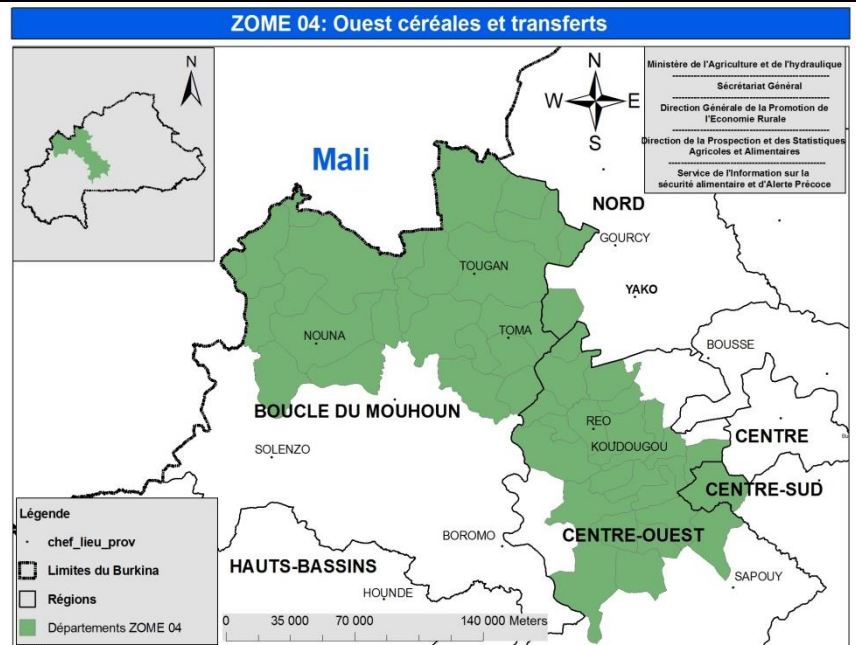 ZOME 04: Ouest céréales et transferts
N
N
W
E
S
Ministère de l'Agriculture et de l'hydraulique
Sécrétariat Général
Direction Générale de la Promotion de
l'Economie Rurale
Direction de la Prospection et des Statistiques
Agricoles et Alimentaires
Service de l'Information sur la
sécurité alimentaire et d'Alerte Précoce
Mali
NORD
GOURCY
TOUGAN
YAKO
NOUNA
TOMA
BOUSSE
BOUCLE DU MOUHOUN
REO
CENTRE
SOLENZO
KOUDOUGOU
CENTRE-SUD
BOROMO
CENTRE-OUEST
HAUTS-BASSINS
SAPOUY
HOUNDE
Légende
chef_lieu_prov
Limites du Burkina
Régions
Départements ZOME 04
0 35 000 70 000 140 000 Meters